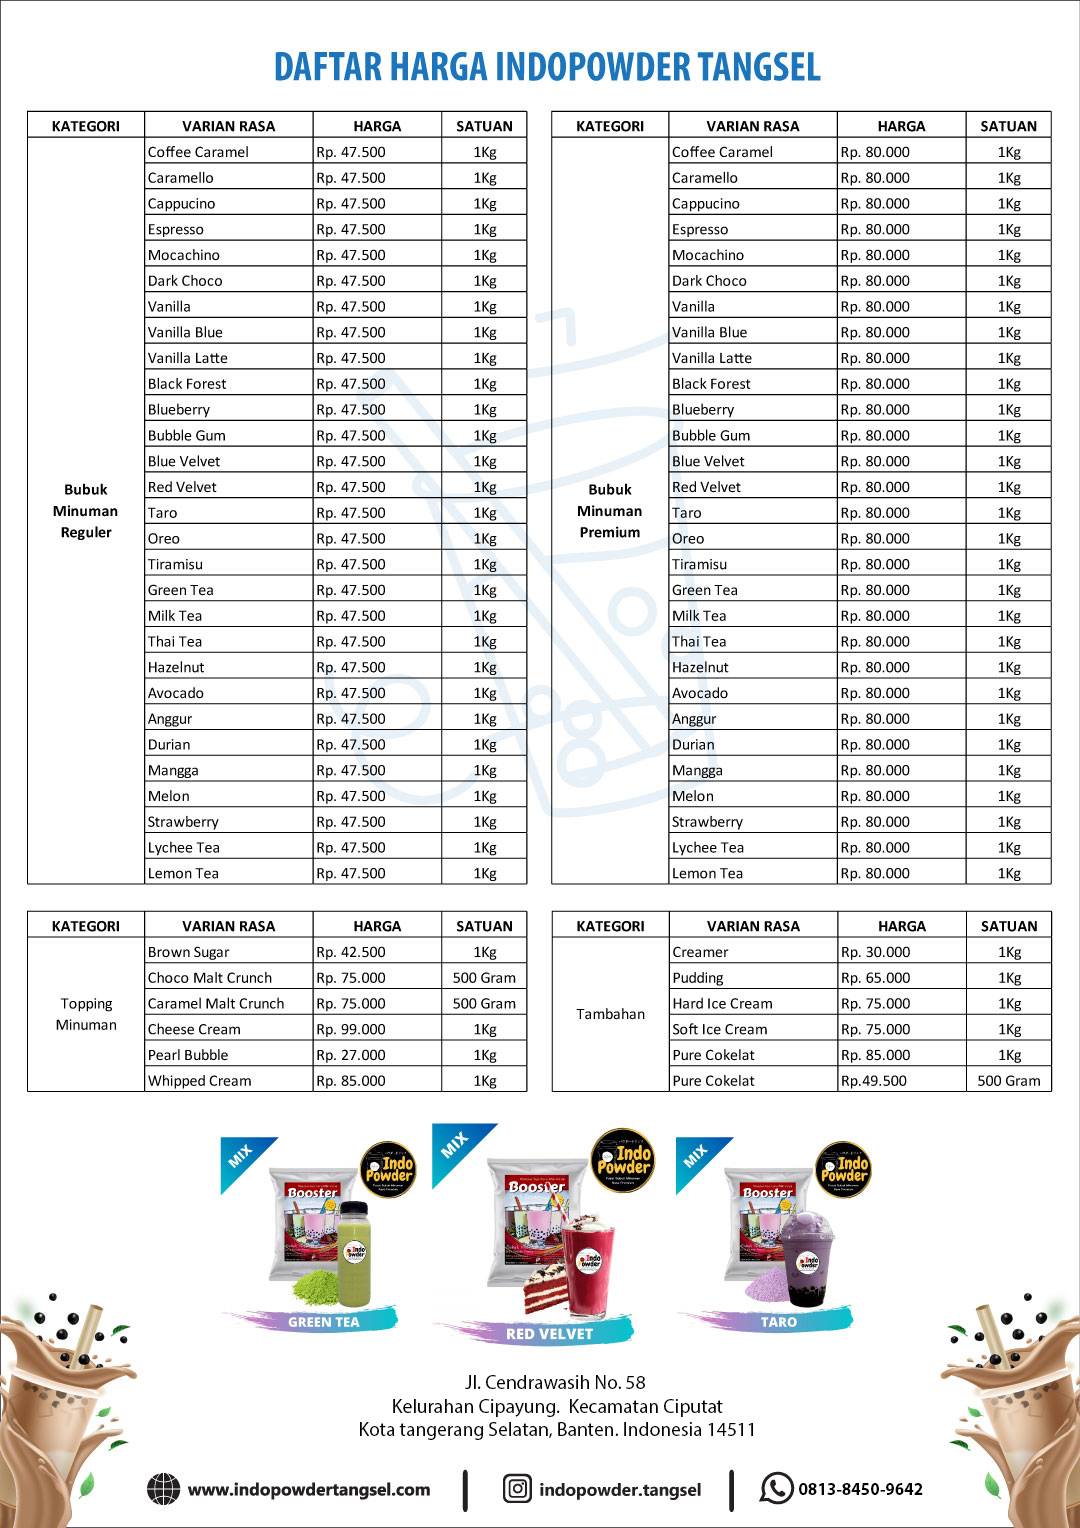 DAFTAR HARGA INDOPOWDER TANGSEL
KATEGORI VARIAN RASA HARGA SATUAN
Bubuk
Minuman
Reguler
Coffee Caramel Rp. 47.500 1Kg
Caramello Rp. 47.500 1Kg
Cappucino Rp. 47.500 1Kg
Espresso Rp. 47.500 1Kg
Mocachino Rp. 47.500 1Kg
Dark Choco Rp. 47.500 1Kg
Vanilla Rp. 47.500 1Kg
Vanilla Blue Rp. 47.500 1Kg
Vanilla Latte Rp. 47.500 1Kg
Black Forest Rp. 47.500 1Kg
Blueberry Rp. 47.500 1Kg
Bubble Gum Rp. 47.500 1Kg
Blue Velvet Rp. 47.500 1Kg
Red Velvet Rp. 47.500 1Kg
Taro Rp. 47.500 1Kg
Oreo Rp. 47.500 1Kg
Tiramisu Rp. 47.500 1Kg
Green Tea Rp. 47.500 1Kg
Milk Tea Rp. 47.500 1Kg
Thai Tea Rp. 47.500 1Kg
Hazelnut Rp. 47.500 1Kg
Avocado Rp. 47.500 1Kg
Anggur Rp. 47.500 1Kg
Durian Rp. 47.500 1Kg
Mangga Rp. 47.500 1Kg
Melon Rp. 47.500 1Kg
Strawberry Rp. 47.500 1Kg
Lychee Tea Rp. 47.500 1Kg
Lemon Tea Rp. 47.500 1Kg
KATEGORI VARIAN RASA HARGA SATUAN
Bubuk
Minuman
Premium
Coffee Caramel Rp. 80.000 1Kg
Caramello Rp. 80.000 1Kg
Cappucino Rp. 80.000 1Kg
Espresso Rp. 80.000 1Kg
Mocachino Rp. 80.000 1Kg
Dark Choco Rp. 80.000 1Kg
Vanilla Rp. 80.000 1Kg
Vanilla Blue Rp. 80.000 1Kg
Vanilla Latte Rp. 80.000 1Kg
Black Forest Rp. 80.000 1Kg
Blueberry Rp. 80.000 1Kg
Bubble Gum Rp. 80.000 1Kg
Blue Velvet Rp. 80.000 1Kg
Red Velvet Rp. 80.000 1Kg
Taro Rp. 80.000 1Kg
Oreo Rp. 80.000 1Kg
Tiramisu Rp. 80.000 1Kg
Green Tea Rp. 80.000 1Kg
Milk Tea Rp. 80.000 1Kg
Thai Tea Rp. 80.000 1Kg
Hazelnut Rp. 80.000 1Kg
Avocado Rp. 80.000 1Kg
Anggur Rp. 80.000 1Kg
Durian Rp. 80.000 1Kg
Mangga Rp. 80.000 1Kg
Melon Rp. 80.000 1Kg
Strawberry Rp. 80.000 1Kg
Lychee Tea Rp. 80.000 1Kg
Lemon Tea Rp. 80.000 1Kg
KATEGORI VARIAN RASA HARGA SATUAN
Topping
Minuman
Brown Sugar Rp. 42.500 1Kg
Choco Malt Crunch Rp. 75.000 500 Gram
Caramel Malt Crunch Rp. 75.000 500 Gram
Cheese Cream Rp. 99.000 1Kg
Pearl Bubble Rp. 27.000 1Kg
Whipped Cream Rp. 85.000 1Kg
KATEGORI VARIAN RASA HARGA SATUAN
Tambahan
Creamer Rp. 30.000 1Kg
Pudding Rp. 65.000 1Kg
Hard Ice Cream Rp. 75.000 1Kg
Soft Ice Cream Rp. 75.000 1Kg
Pure Cokelat Rp. 85.000 1Kg
Pure Cokelat Rp.49.500 500 Gram
MIX
Indo
Powder
Booster
Indo
Powder
GREEN TEA
MIX
Indo
Powder
Booster
Indo
Powder
RED VELVET
MIX
Indo
Powder
Booster
Indo
Powder
TARO
Jl. Cendrawasih No. 58
Kelurahan Cipayung. Kecamatan Ciputat
Kota tangerang Selatan, Banten. Indonesia 14511
www.indopowdertangsel.com
indopowder.tangsel
0813-8450-9642